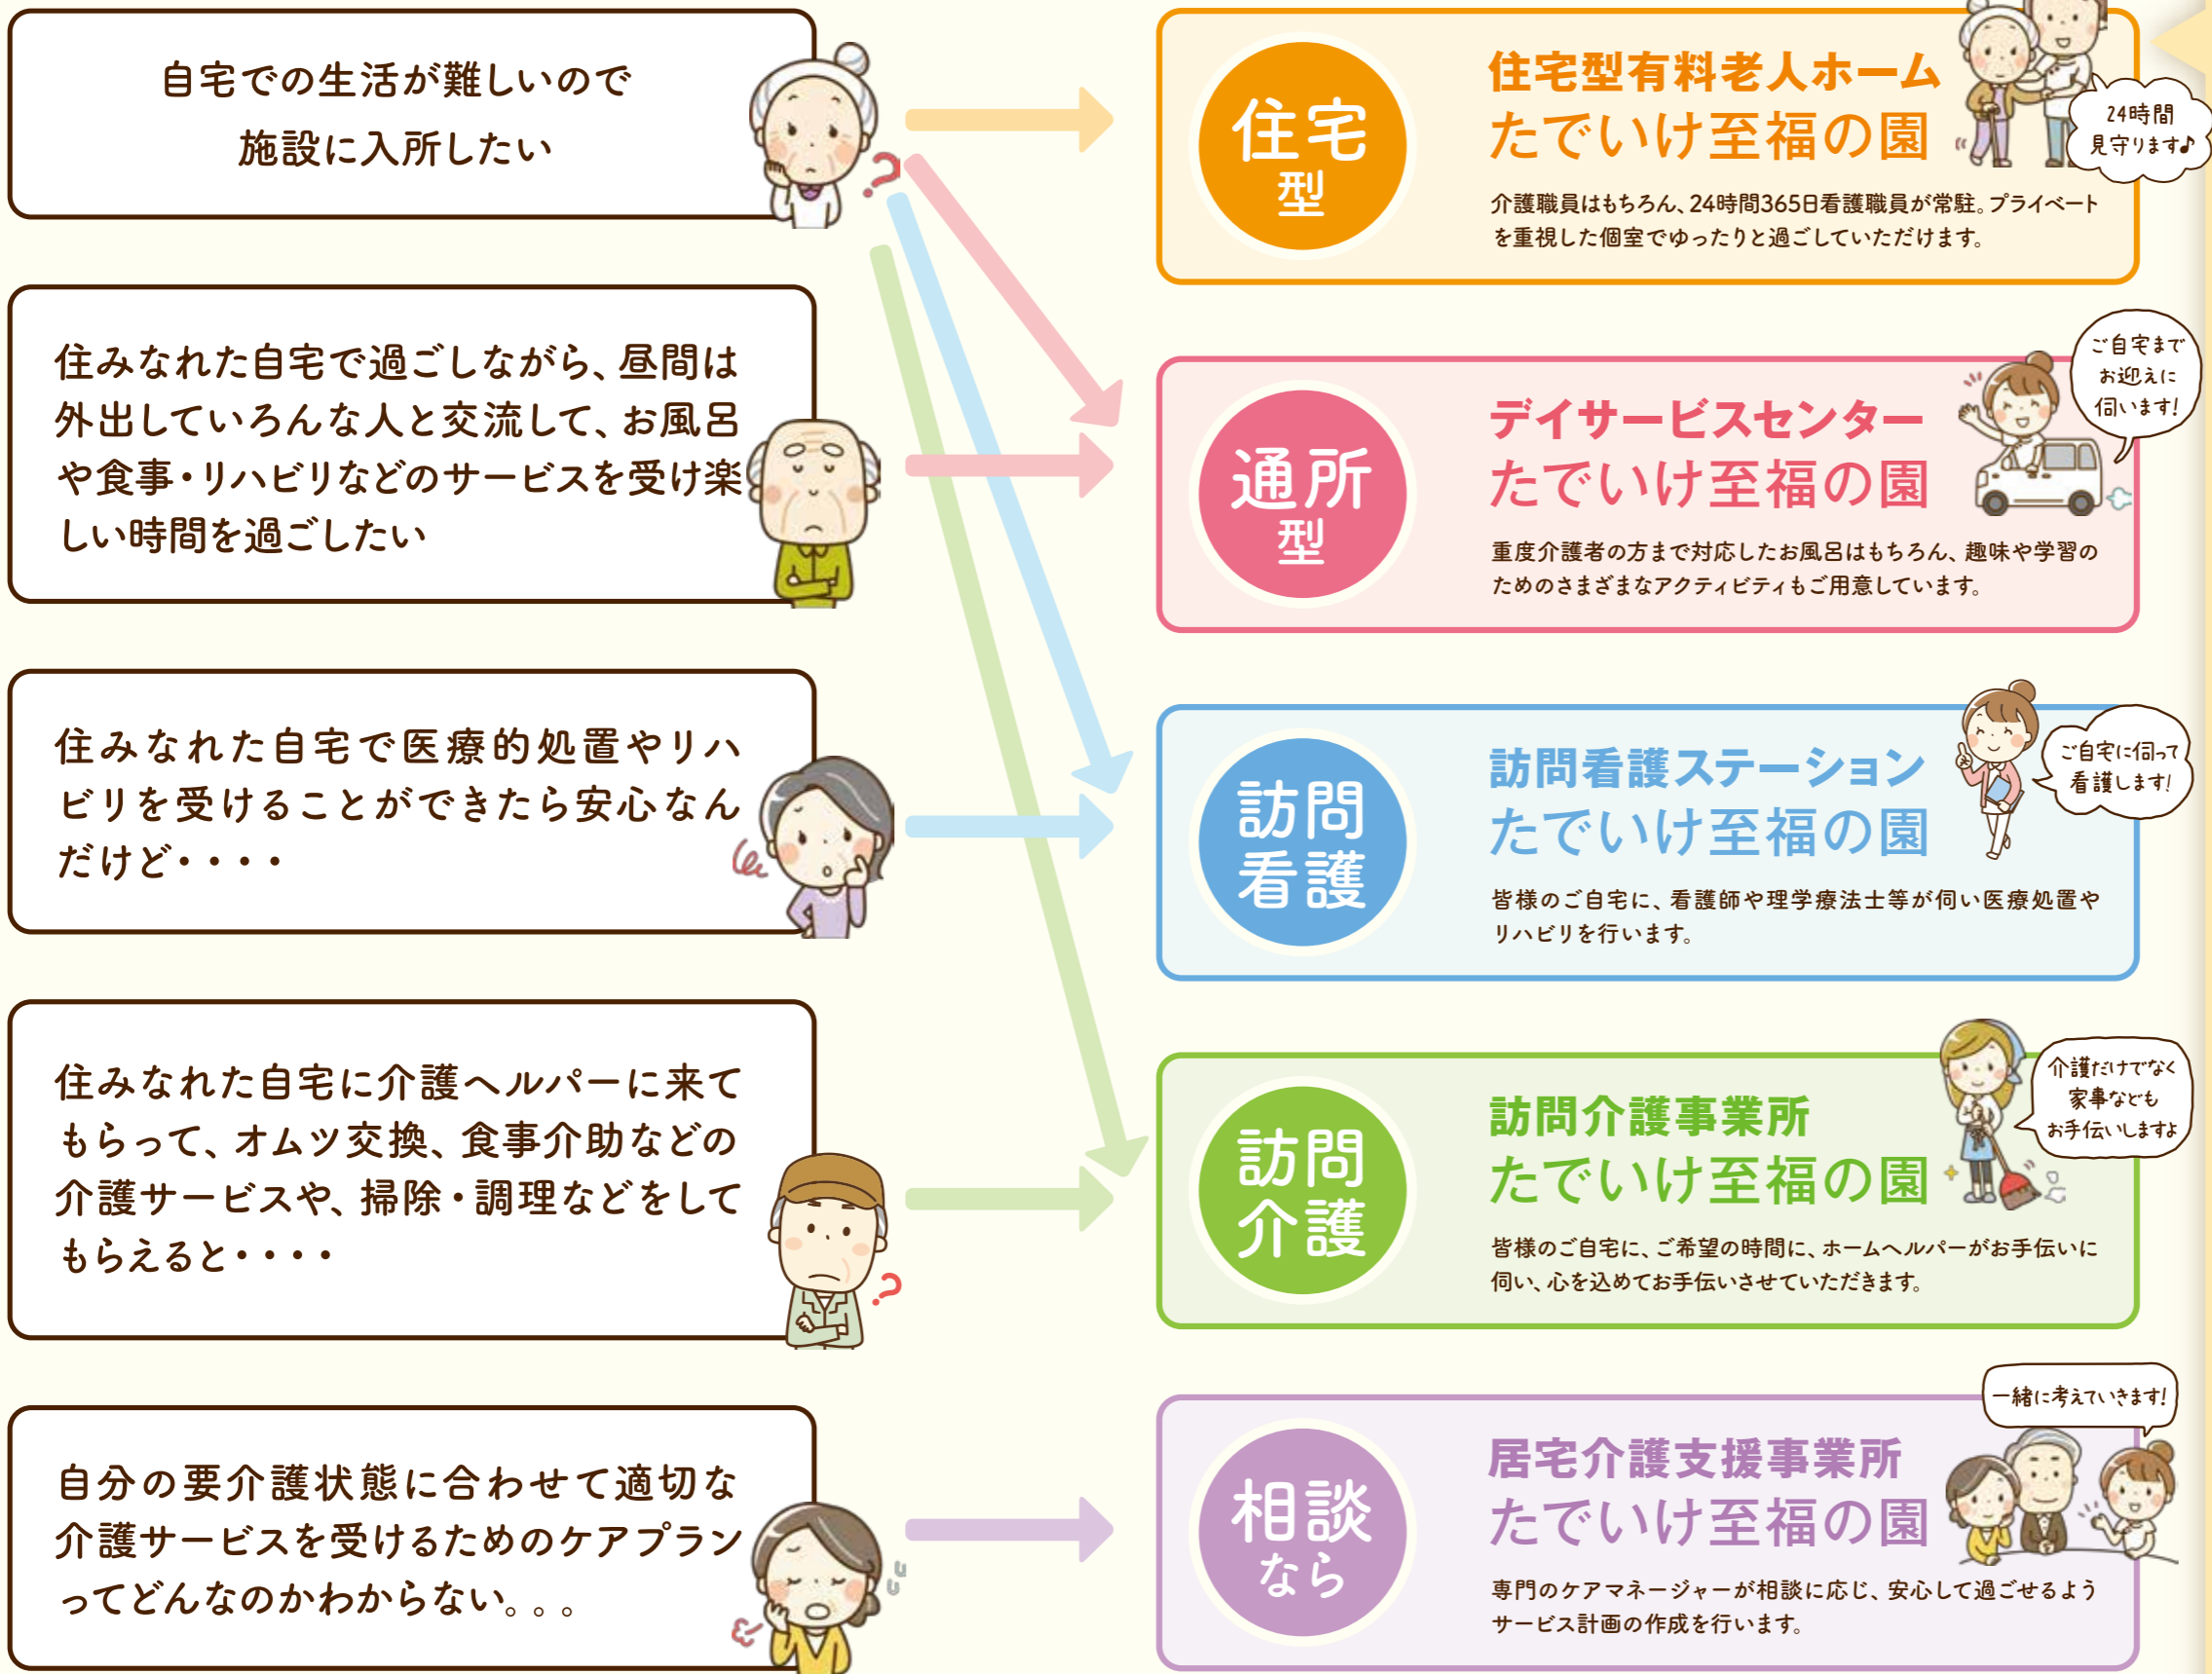 自宅での生活が難しいので
施設に入所したい
住宅
型
住宅型有料老人ホーム
たでいけ至福の園
介護職員はもちろん、24時間365日看護職員が常駐。プライベート
を重視した個室でゆったりと過ごしていただけます。
24時間
見守ります♪
住みなれた自宅で過ごしながら、昼間は
外出していろんな人と交流して、お風呂
や食事・リハビリなどのサービスを受け楽
しい時間を過ごしたい
通所
型
デイサービスセンター
たでいけ至福の園
重度介護者の方まで対応したお風呂はもちろん、趣味や学習の
ためのさまざまなアクティビティもご用意しています。
ご自宅まで
お迎えに
伺います!
住みなれた自宅で医療的処置やリハ
ビリを受けることができたら安心なん
だけど・・・・
訪問
看護
訪問看護ステーション
たでいけ至福の園
皆様のご自宅に、看護師や理学療法士等が伺い医療処置や
リハビリを行います。
ご自宅に伺って
看護します!
住みなれた自宅に介護ヘルパーに来て
もらって、オムツ交換、食事介助などの
介護サービスや、掃除・調理などをして
もらえると・・・・
訪問
介護
訪問介護事業所
たでいけ至福の園
皆様のご自宅に、ご希望の時間に、ホームヘルパーがお手伝いに
伺い、心を込めてお手伝いさせていただきます。
介護だけでなく
家事なども
お手伝いしますよ
自分の要介護状態に合わせて適切な
介護サービスを受けるためのケアプラン
ってどんなのかわからない。。。
相談
なら
居宅介護支援事業所
たでいけ至福の園
専門のケアマネージャーが相談に応じ、安心して過ごせるよう
サービス計画の作成を行います。
一緒に考えていきます!